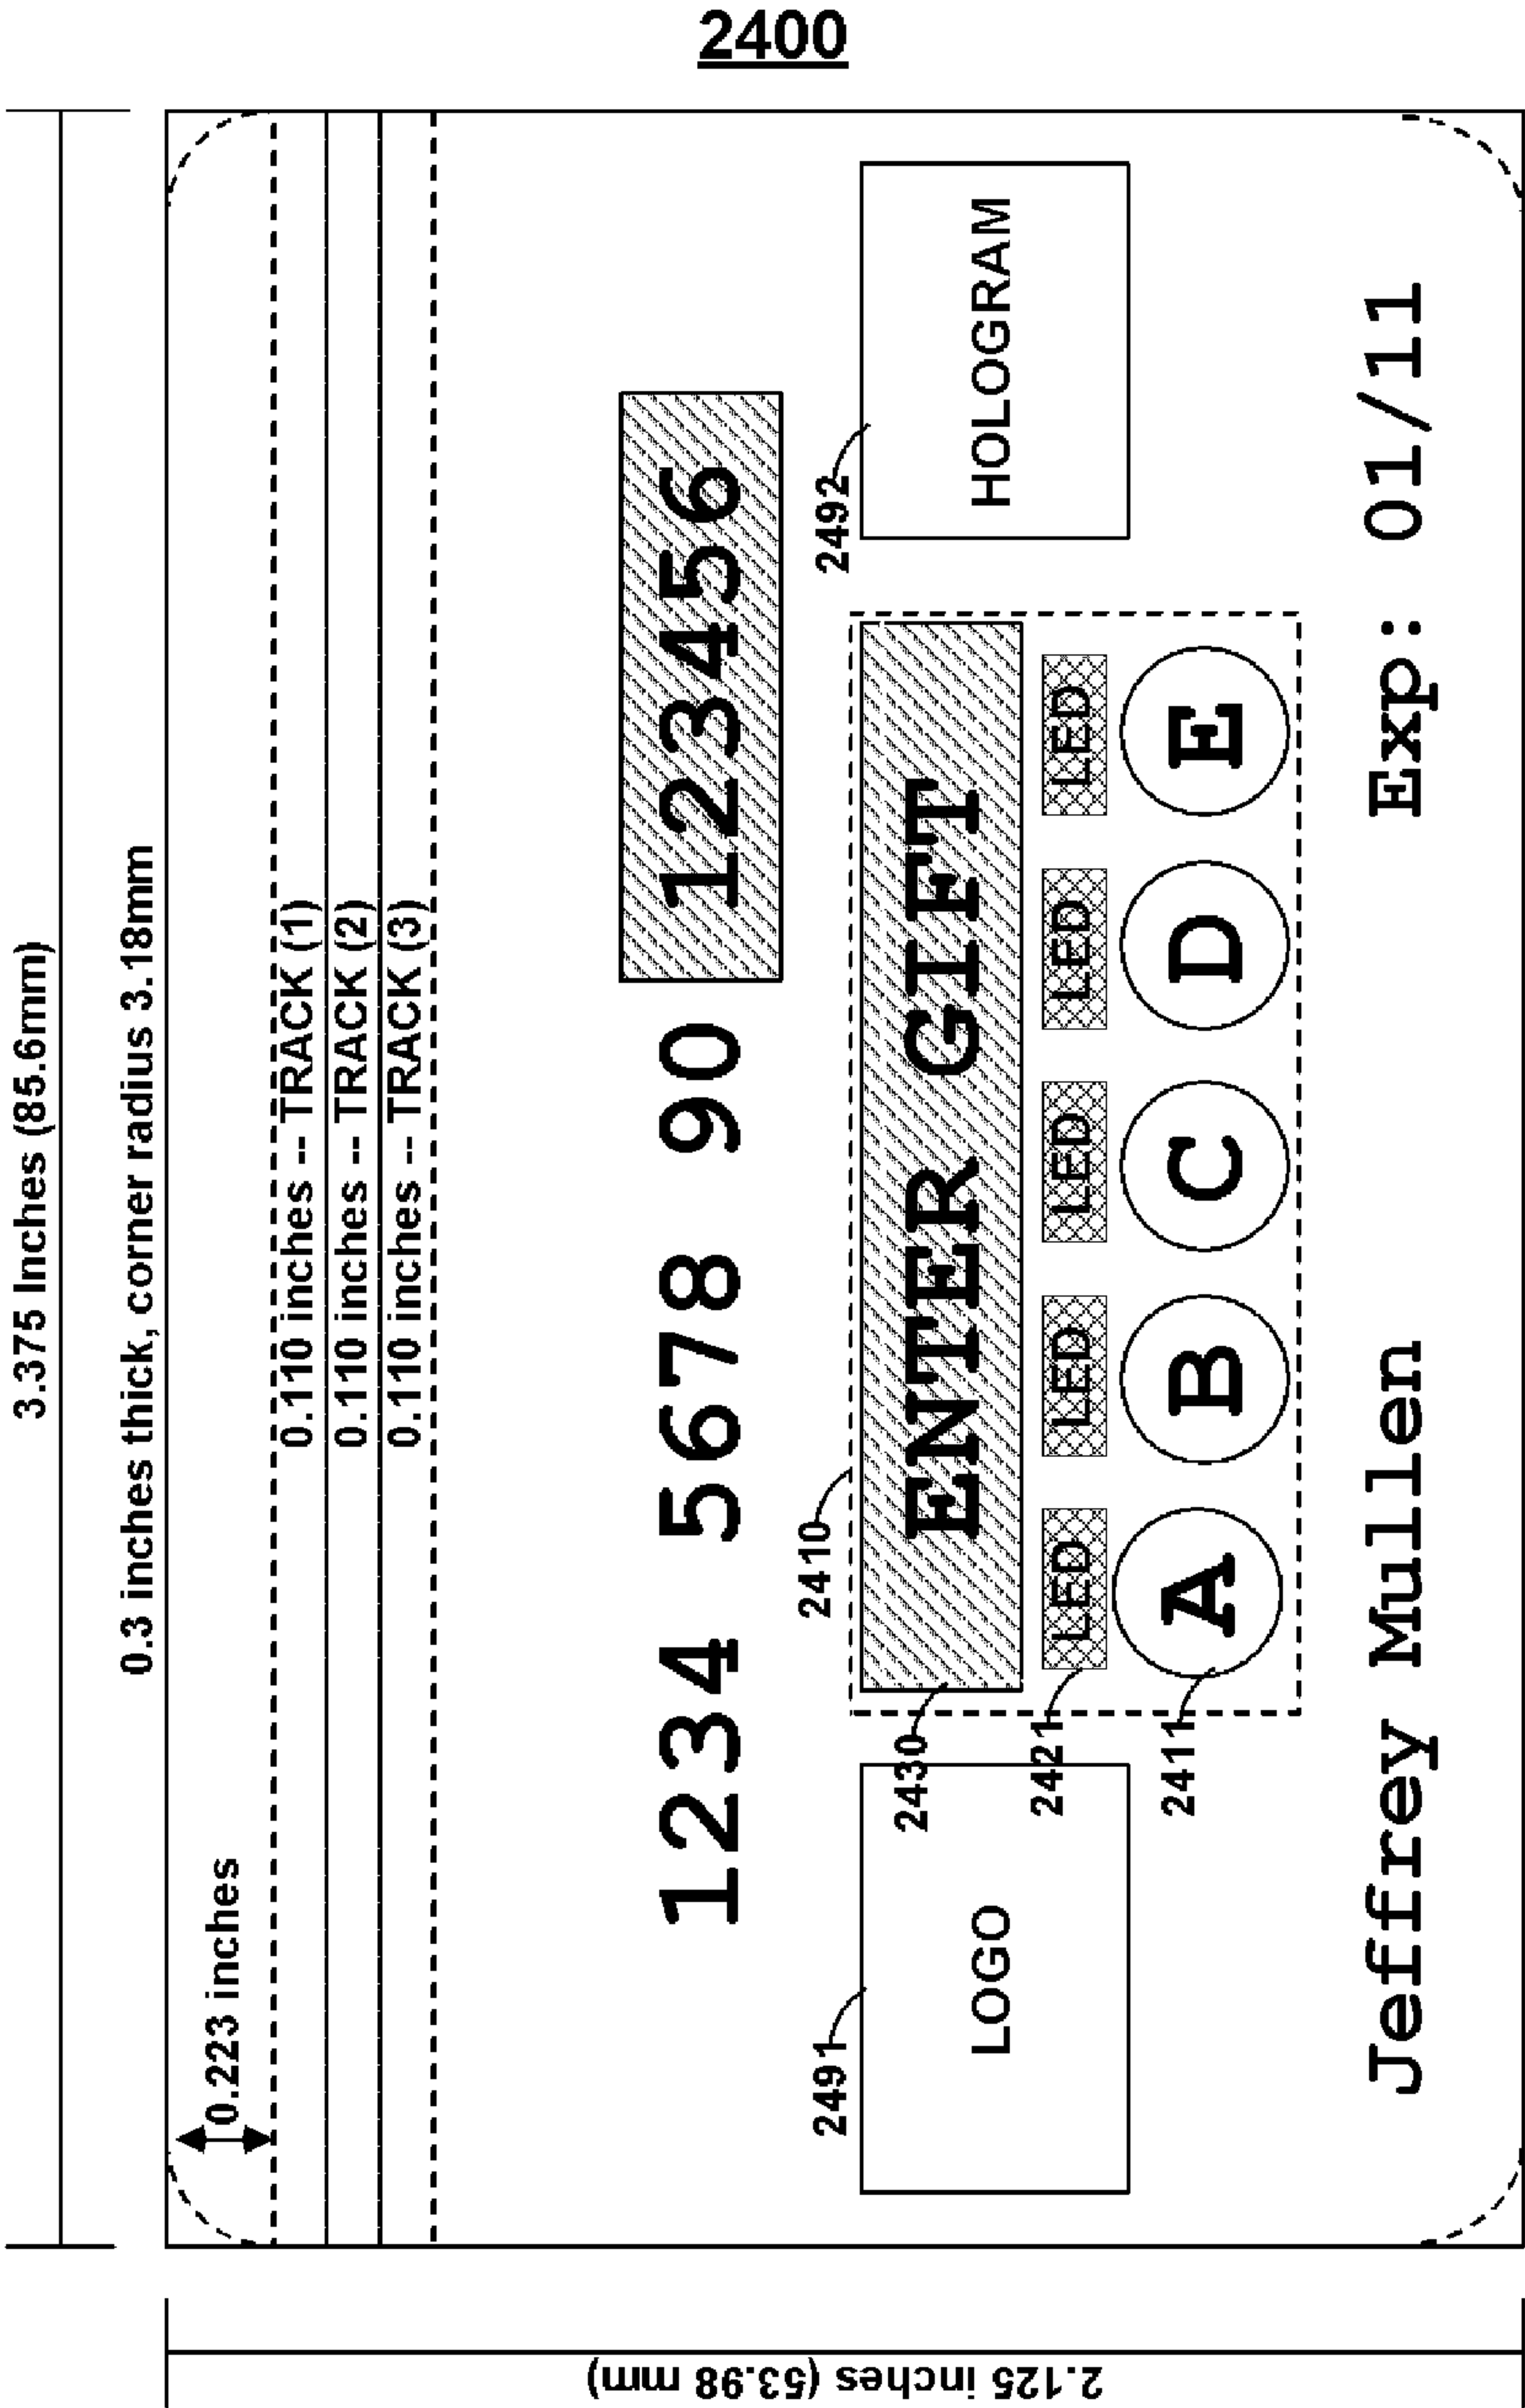 2400
3.375 Inches (85.6mm)
0.3 inches thick, corner radius 3.18mm
0.223 inches
0.110 inches -- TRACK (1)
0.110 inches -- TRACK (2)
0.110 inches -- TRACK (3)
1234 5678 90 123456
2491
2410
2492
LOGO
ENTER GIFT
HOLOGRAM
2430
LED LED LED LED LED
2421
A B C D E
2411
Jeffrey Mullen Exp: 01/11
2.125 inches (53.98 mm)